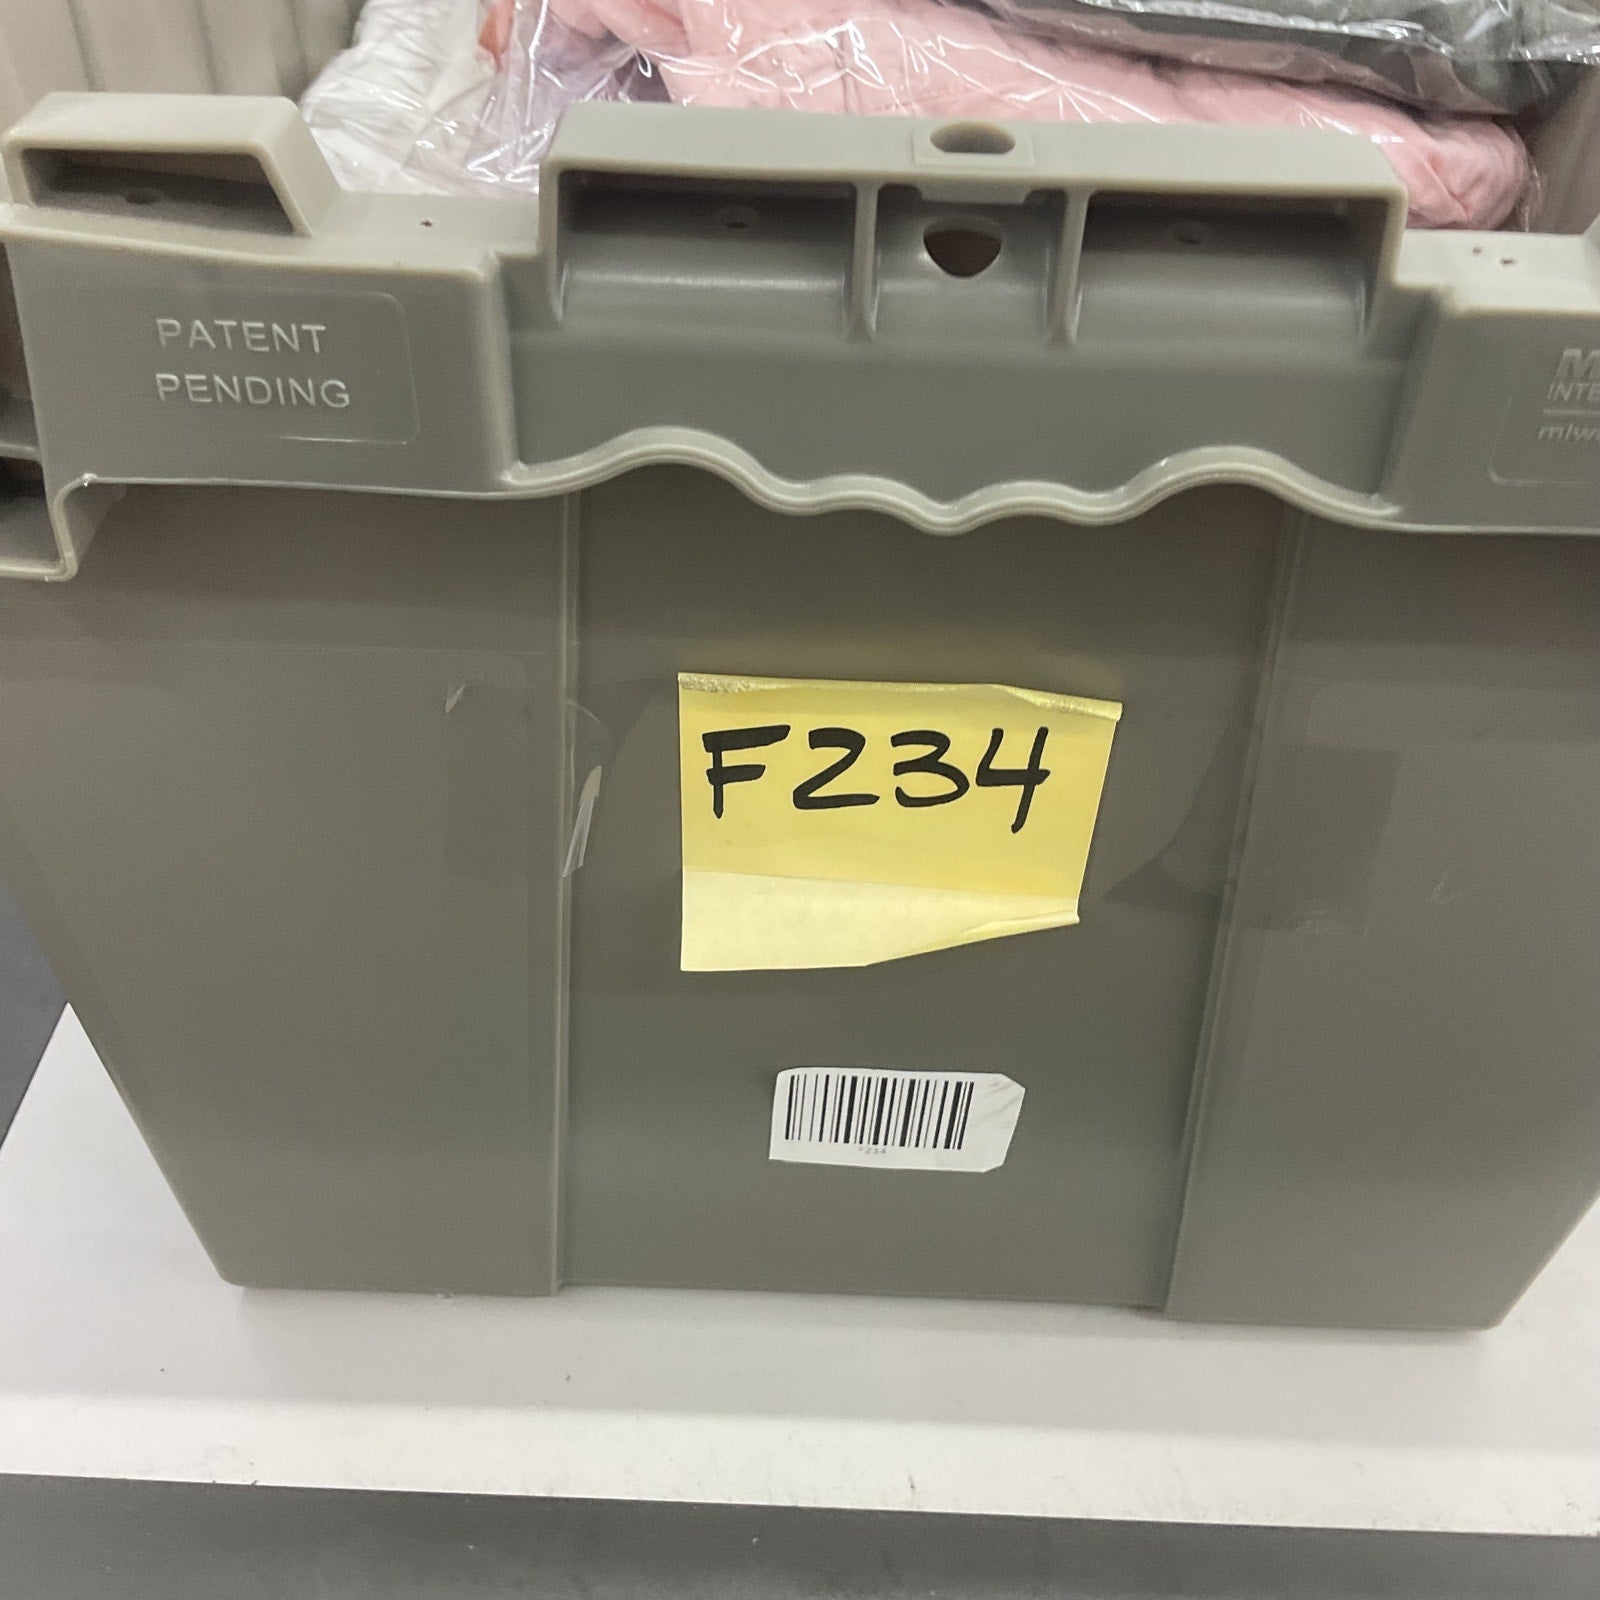 PATENT
PENDING
F234